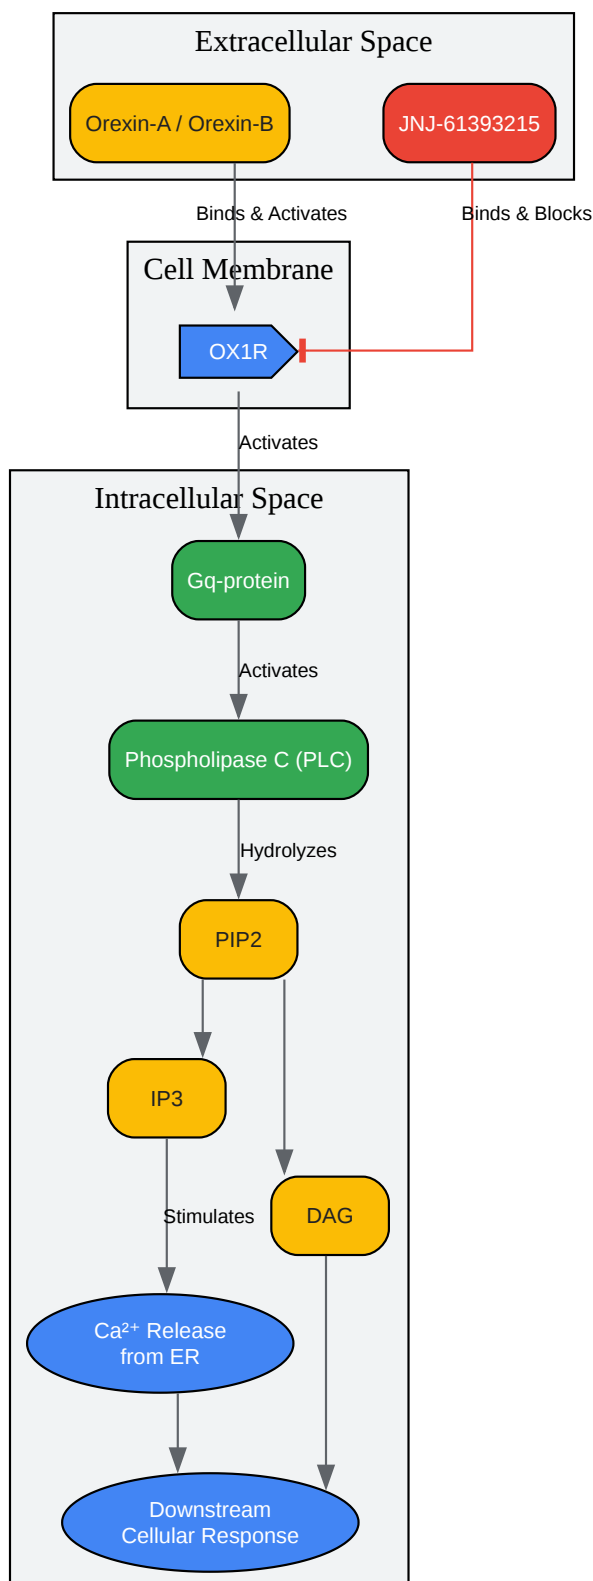 Extracellular Space
Orexin-A / Orexin-B
JNJ-61393215
Binds & Activates
Binds & Blocks
Cell Membrane
OX1R
Activates
Intracellular Space
Gq-protein
Activates
Phospholipase C (PLC)
Hydrolyzes
PIP2
IP3
Stimulates
DAG
Ca²⁺ Release
from ER
Downstream
Cellular Response